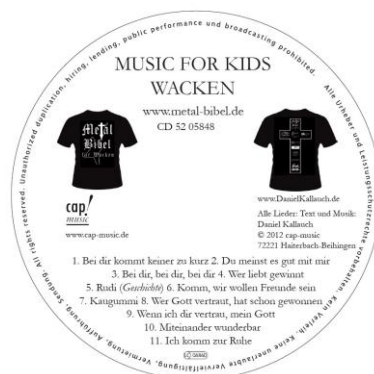 MUSIC FOR KIDS
WACKEN
www.metal-bibel.de
CD 52 05848
Metal
Bibel
for Wacken
cap!
music
www.cap-music.de
www.DanielKallauch.de
Alle Lieder: Text und Musik:
Daniel Kallauch
© 2012 cap-music
72221 Haiterbach-Beihingen
1. Bei dir kommt keiner zu kurz 2. Du meinst es gut mit mir
3. Bei dir, bei dir, bei dir 4. Wer liebt gewinnt
5. Rudi (Geschichte) 6. Komm, wir wollen Freunde sein
7. Kaugummi 8. Wer Gott vertraut, hat schon gewonnen
9. Wenn ich dir vertrau, mein Gott
10. Miteinander wunderbar
11. Ich komm zur Ruhe
LC 06860
Alle Urheber und Leistungsschutzrechte vorbehalten. Kein Verleih. Keine unerlaubte Vervielfältigung, Vermietung, Aufführung, Sendung. All rights reserved. Unauthorized duplication, hiring, lending, public performance and broadcasting prohibited.